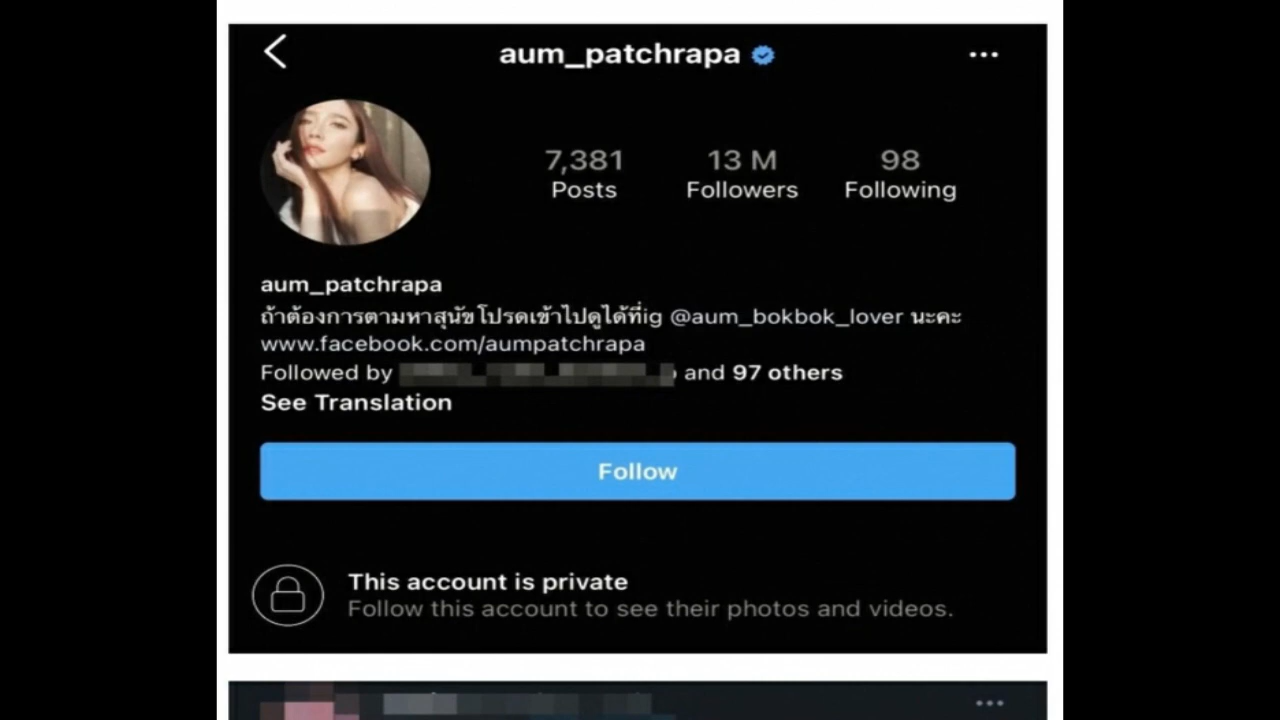 aum_patchrapa
7,381 13 M 98
Posts Followers Following
aum_patchrapa
ถ้าต้องการตามหาสุนัขโปรดเข้าไปดูได้ที่ig @aum_bokbok_lover นะคะ
www.facebook.com/aumpatchrapa
Followed by and 97 others
See Translation
Follow
This account is private
Follow this account to see their photos and videos.